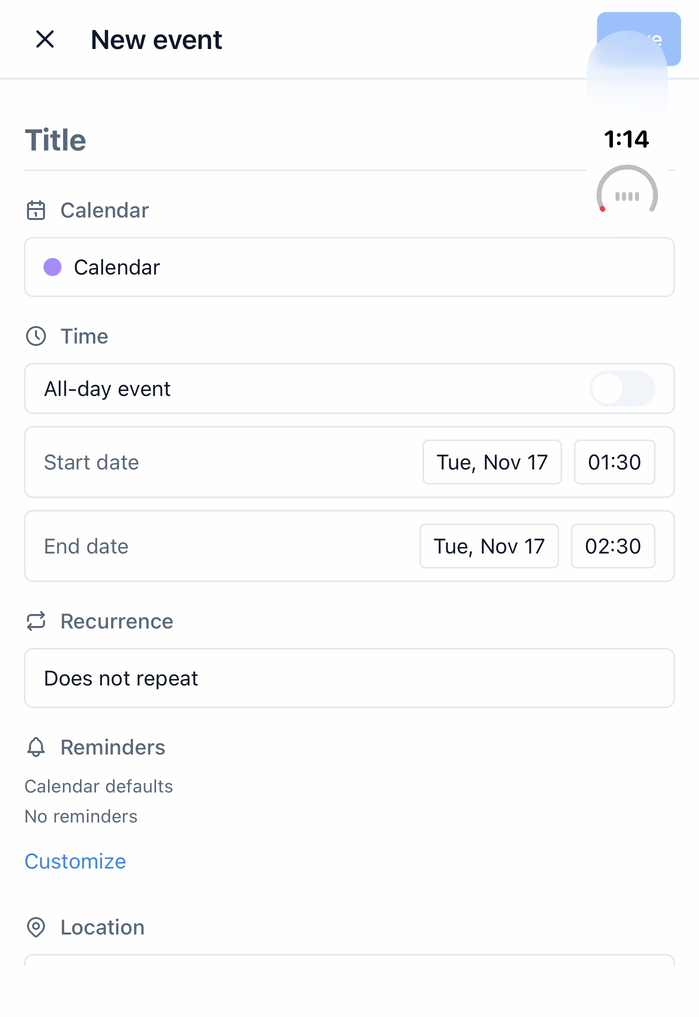 New event
1:14
Title
Calendar
Calendar
Time
All-day event
Start date
Tue, Nov 17
01:30
End date
Tue, Nov 17
02:30
Recurrence
Does not repeat
Reminders
Calendar defaults
No reminders
Customize
Location